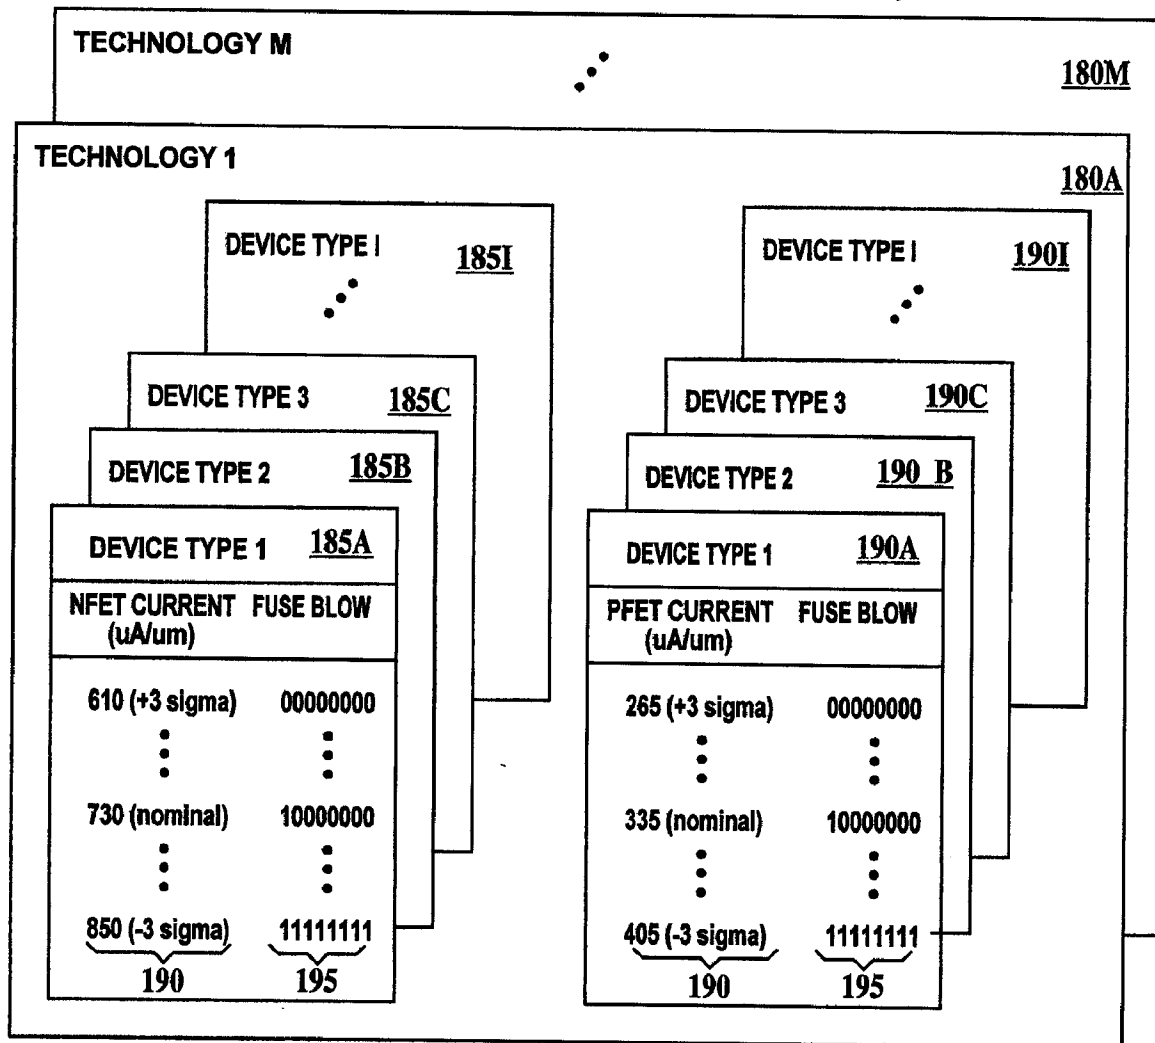 TECHNOLOGY M
180M
TECHNOLOGY 1
180A
DEVICE TYPE I
185I
DEVICE TYPE 3
185C
DEVICE TYPE 2
185B
DEVICE TYPE 1
185A
NFET CURRENT FUSE BLOW
(uA/um)
610 (+3 sigma) 00000000
730 (nominal) 10000000
850 (-3 sigma) 11111111
190 195
DEVICE TYPE I
190I
DEVICE TYPE 3
190C
DEVICE TYPE 2
190 B
DEVICE TYPE 1
190A
PFET CURRENT FUSE BLOW
(uA/um)
265 (+3 sigma) 00000000
335 (nominal) 10000000
405 (-3 sigma) 11111111
190 195